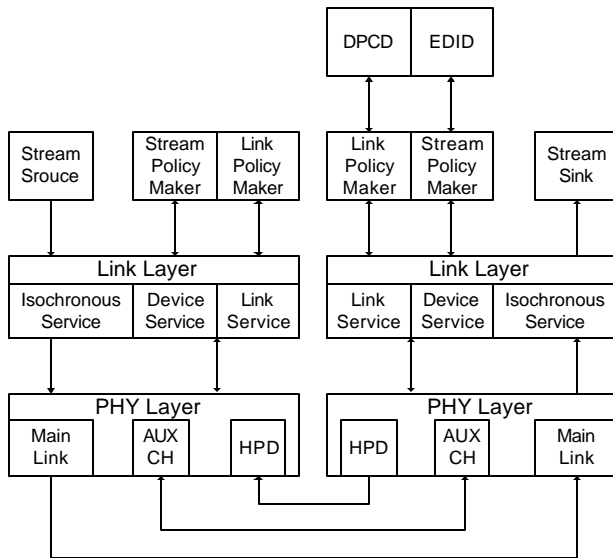 DPCD
EDID
Stream
Srouce
Stream
Policy
Maker
Link
Policy
Maker
Link
Policy
Maker
Stream
Policy
Maker
Stream
Sink
Link Layer
Isochronous
Service
Device
Service
Link
Service
Link Layer
Link
Service
Device
Service
Isochronous
Service
PHY Layer
Main
Link
AUX
CH
HPD
PHY Layer
HPD
AUX
CH
Main
Link